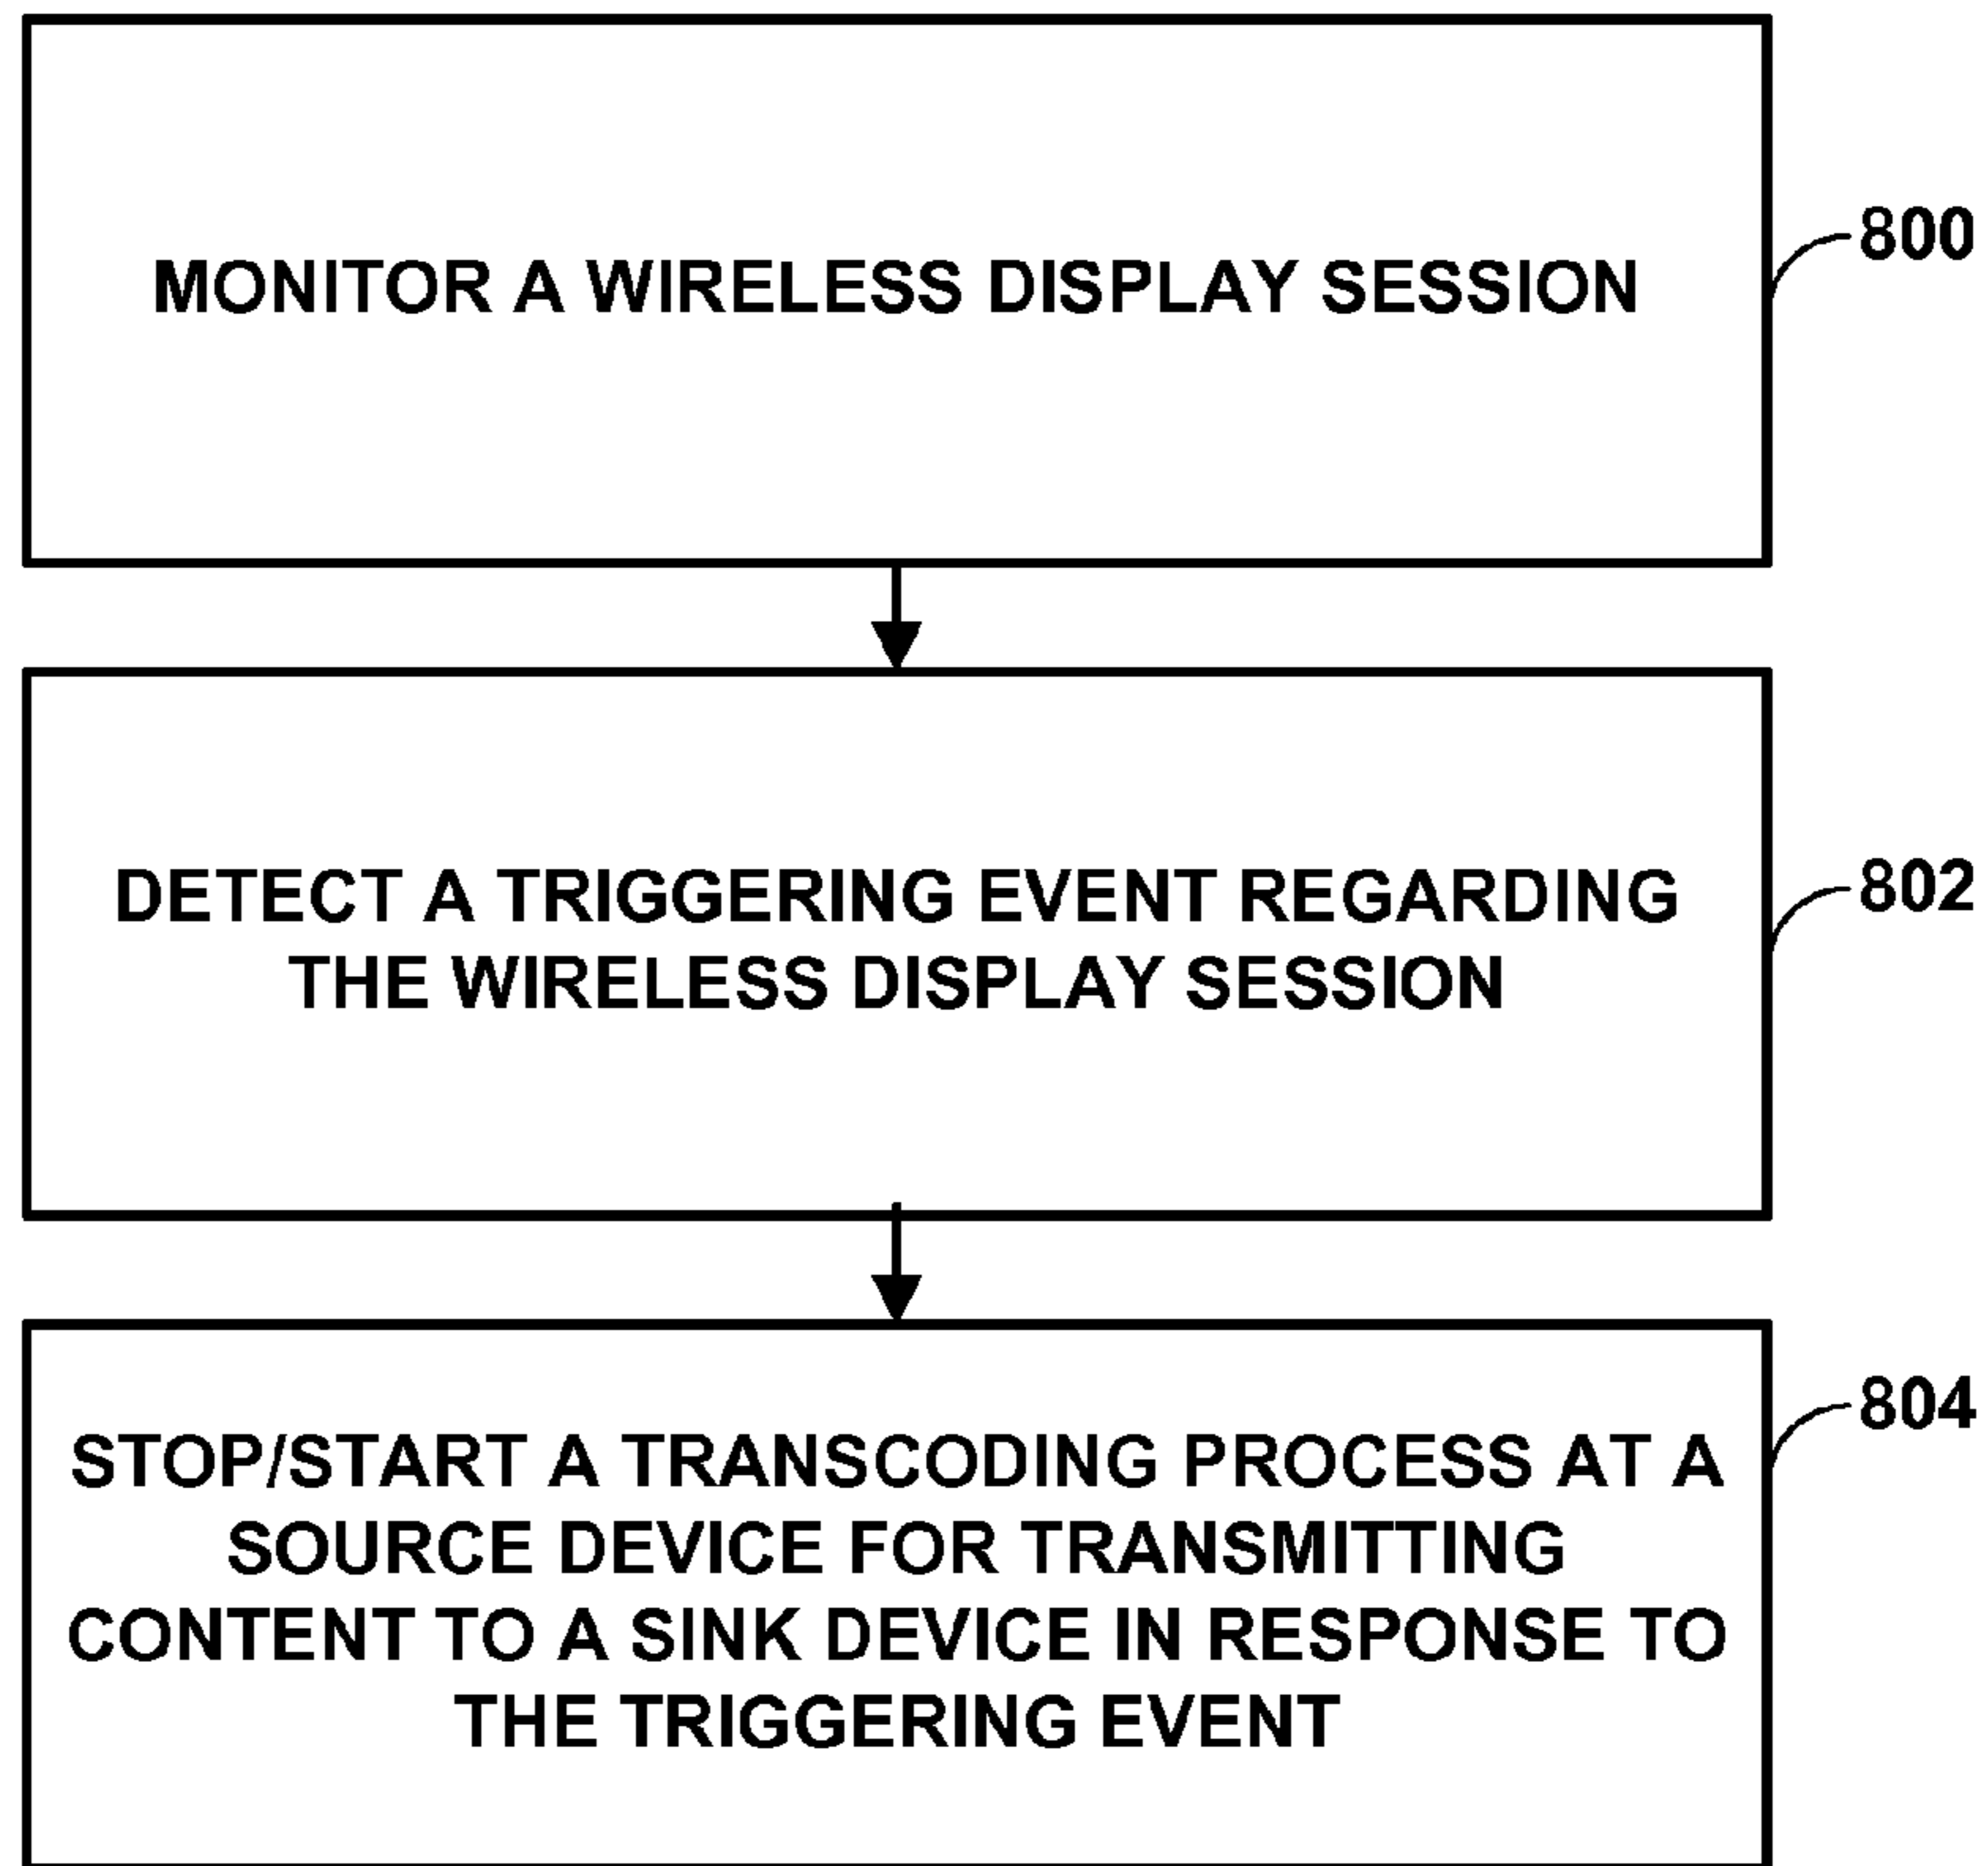 MONITOR A WIRELESS DISPLAY SESSION
800
DETECT A TRIGGERING EVENT REGARDING
THE WIRELESS DISPLAY SESSION
802
STOP/START A TRANSCODING PROCESS AT A
SOURCE DEVICE FOR TRANSMITTING
CONTENT TO A SINK DEVICE IN RESPONSE TO
THE TRIGGERING EVENT
804